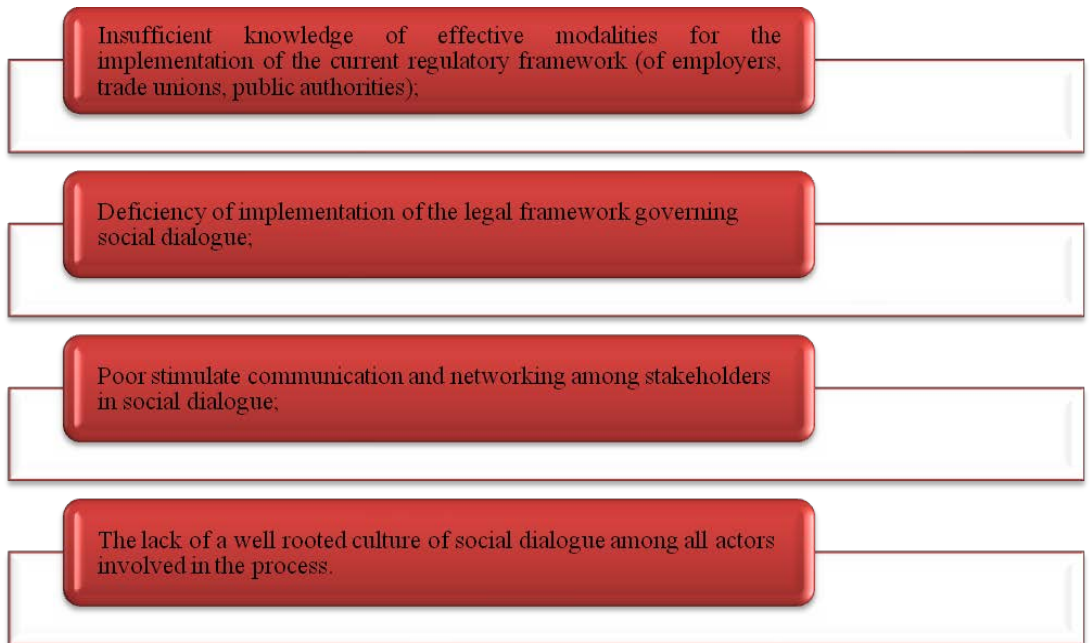 Insufficient knowledge of effective modalities for the
implementation of the current regulatory framework (of employers,
trade unions, public authorities);
Deficiency of implementation of the legal framework governing
social dialogue;
Poor stimulate communication and networking among stakeholders
in social dialogue;
The lack of a well rooted culture of social dialogue among all actors
involved in the process.